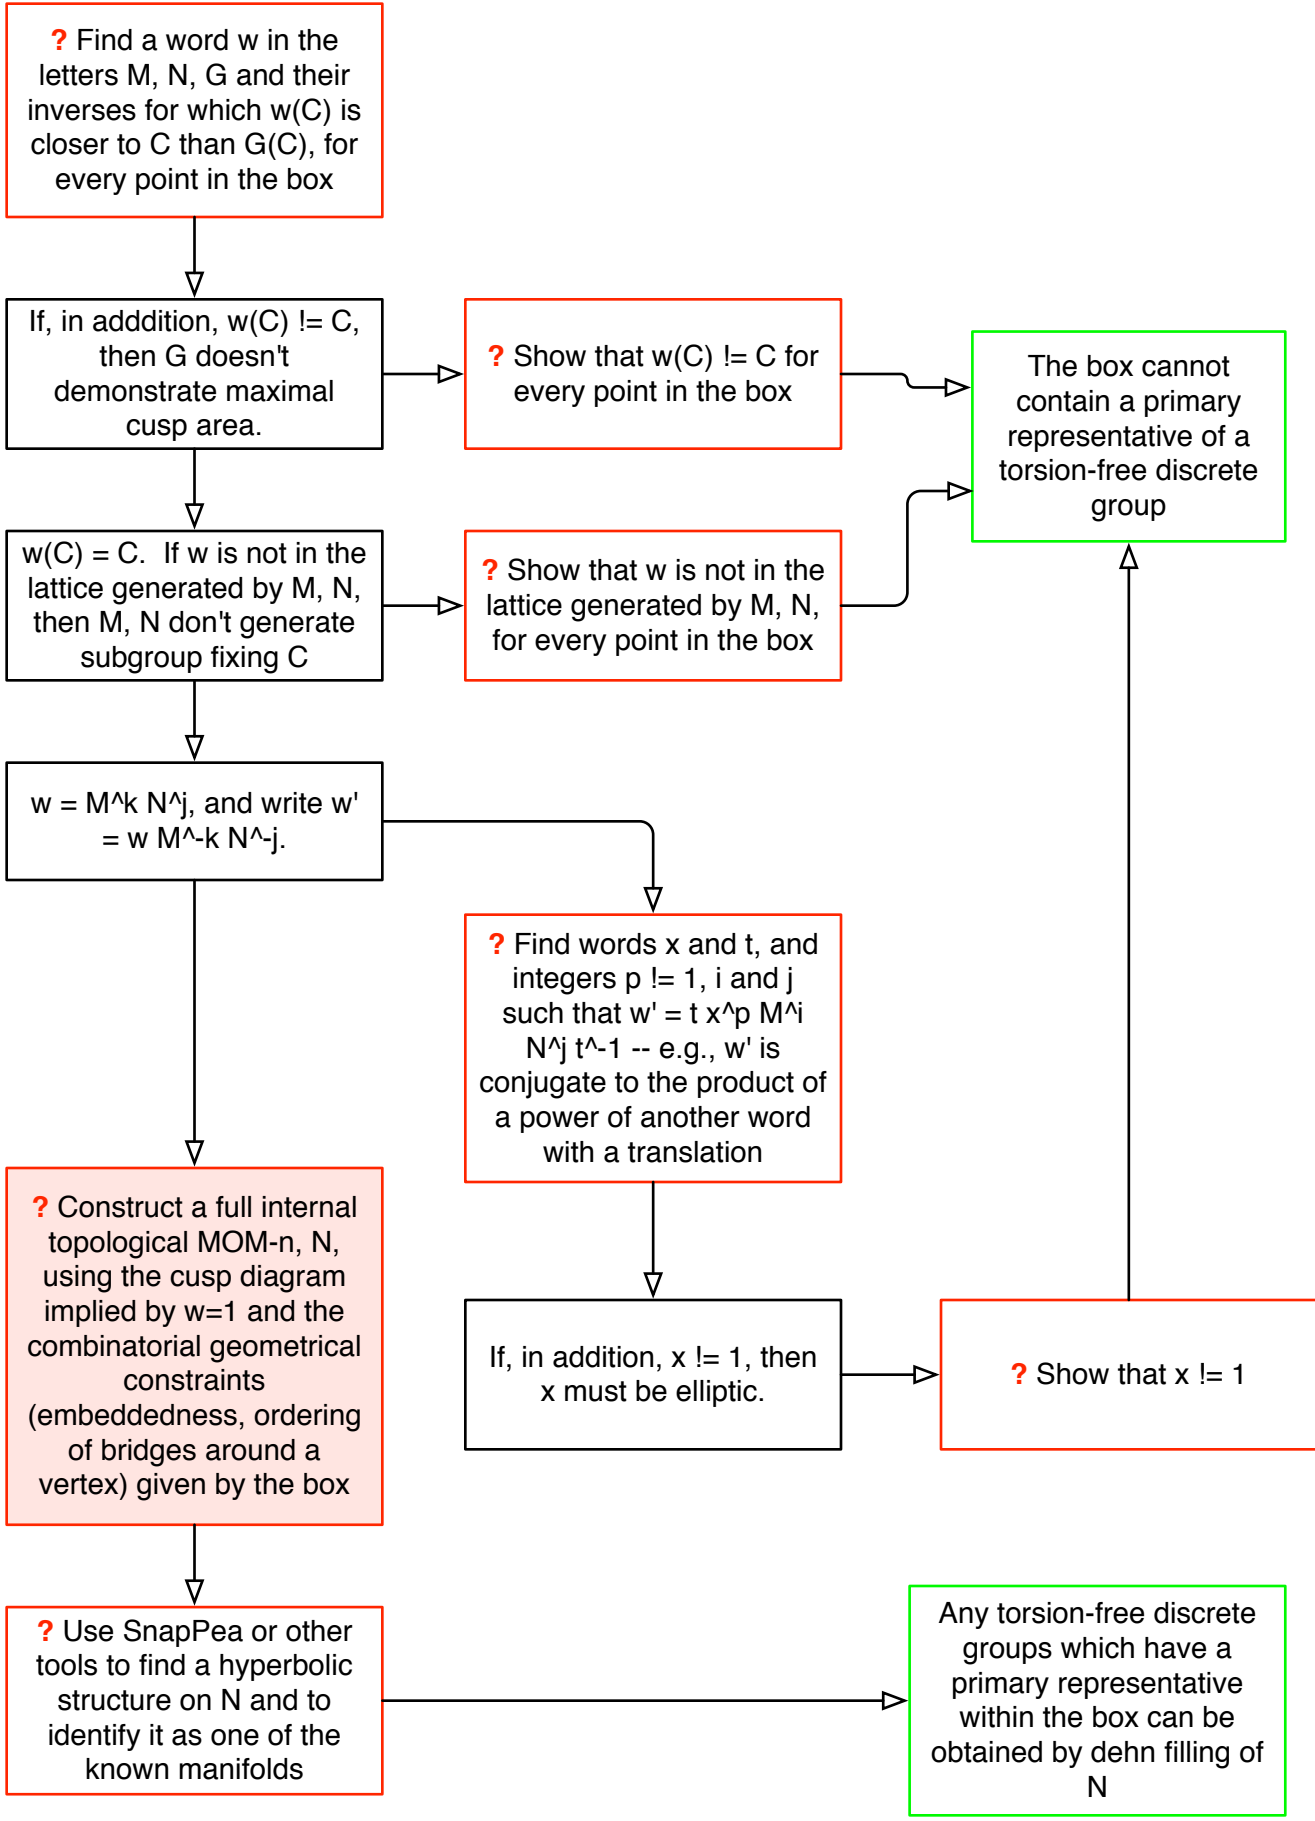 ? Find a word w in the
letters M, N, G and their
inverses for which w(C) is
closer to C than G(C), for
every point in the box
If, in adddition, w(C) != C,
then G doesn't
demonstrate maximal
cusp area.
? Show that w(C) != C for
every point in the box
The box cannot
contain a primary
representative of a
torsion-free discrete
group
w(C) = C.  If w is not in the
lattice generated by M, N,
then M, N don't generate
subgroup fixing C
? Show that w is not in the
lattice generated by M, N,
for every point in the box
w = M^k N^j, and write w'
= w M^-k N^-j.
? Find words x and t, and
integers p != 1, i and j
such that w' = t x^p M^i
N^j t^-1 -- e.g., w' is
conjugate to the product of
a power of another word
with a translation
? Construct a full internal
topological MOM-n, N,
using the cusp diagram
implied by w=1 and the
combinatorial geometrical
constraints
(embeddedness, ordering
of bridges around a
vertex) given by the box
If, in addition, x != 1, then
x must be elliptic.
? Show that x != 1
? Use SnapPea or other
tools to find a hyperbolic
structure on N and to
identify it as one of the
known manifolds
Any torsion-free discrete
groups which have a
primary representative
within the box can be
obtained by dehn filling of
N